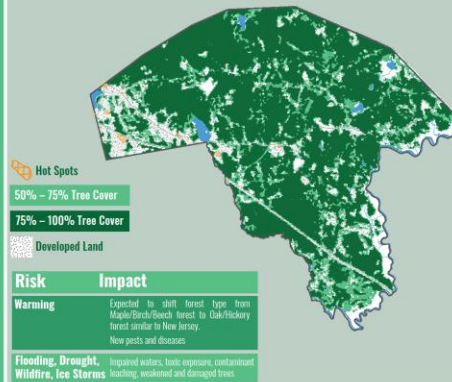 Hot Spots
50% – 75% Tree Cover
75% – 100% Tree Cover
Developed Land
Risk Impact
Warming
Expected to shift forest type from
Maple/Birch/Beech forest to Oak/Hickory
forest similar to New Jersey.
New pests and diseases
Flooding, Drought,
Wildfire, Ice Storms
Impaired waters, toxic exposure, contaminant
leaching, weakened and damaged trees